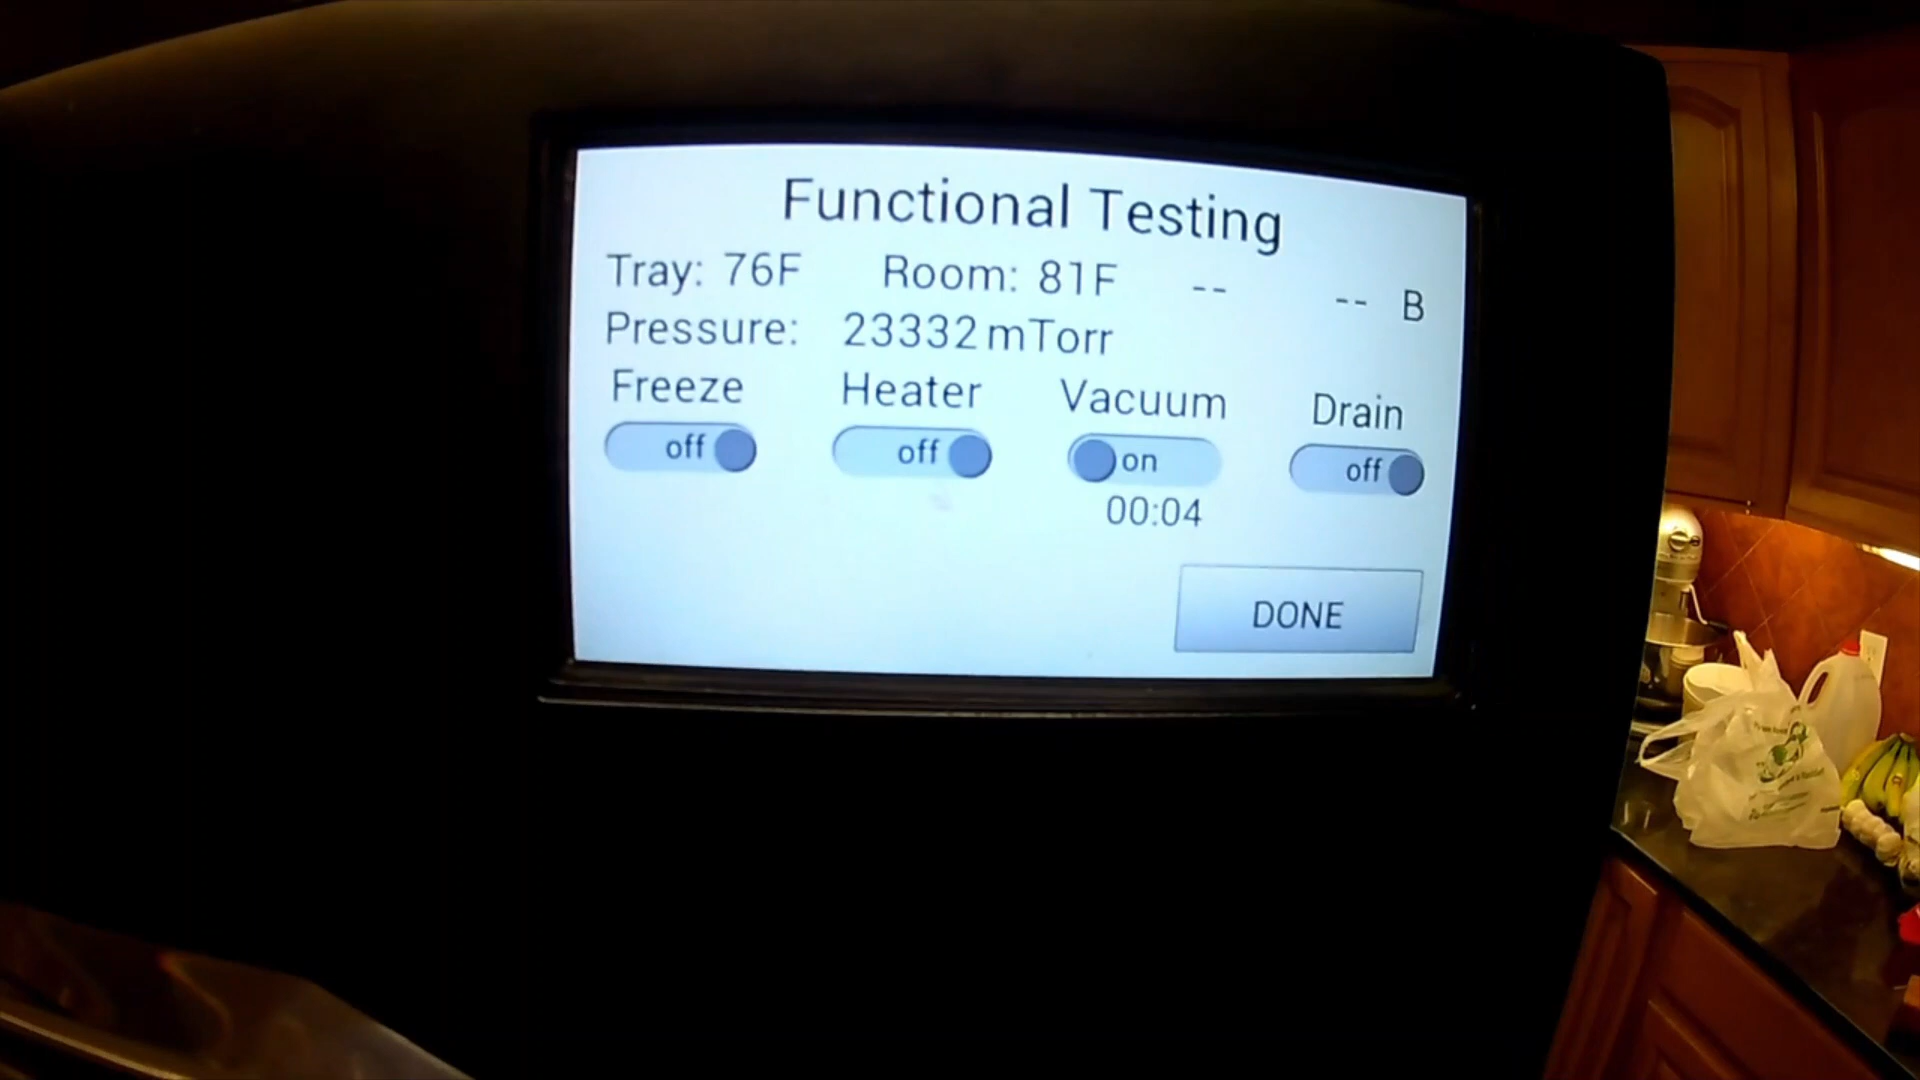 Functional Testing
Tray: 76F Room: 81F -- -- B
Pressure: 23332 mTorr
Freeze Heater Vacuum Drain
off off on off
00:04
DONE